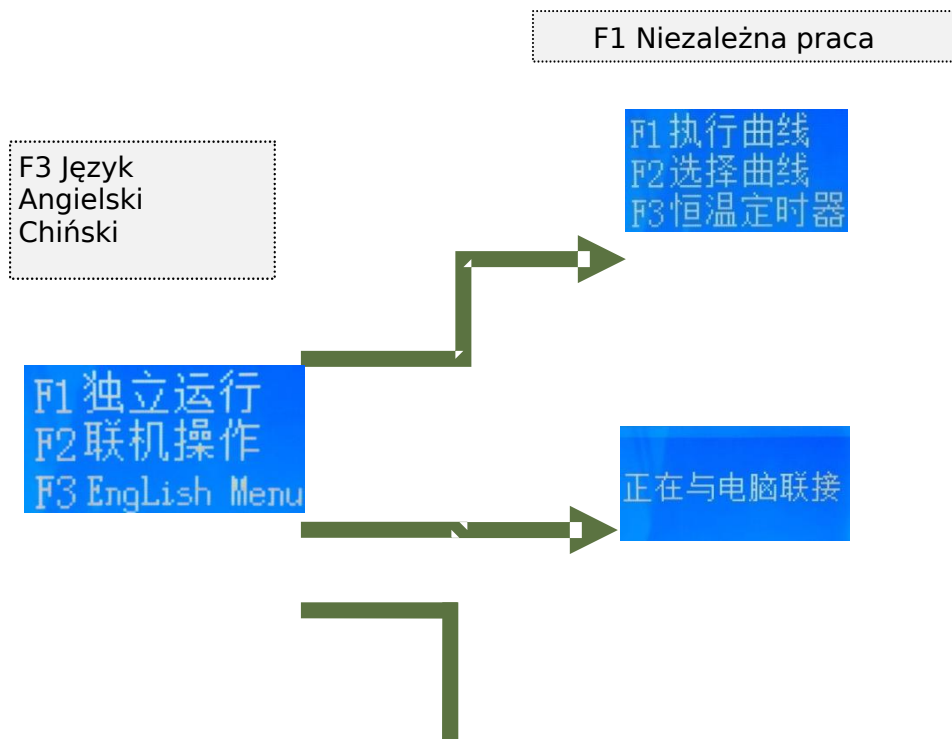 F1 Niezależna praca
F3 Język
Angielski
Chiński
F1执行曲线
F2选择曲线
F3恒温定时器
F1独立运行
F2联机操作
F3 EngLish Menu
正在与电脑联接